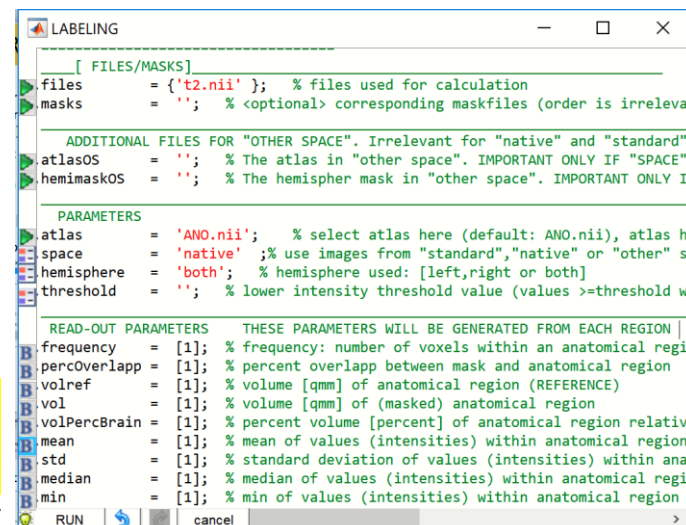 LABELING
[ FILES/MASKS]
.files = {'t2.nii' }; % files used for calculation
.masks = ''; % <optional> corresponding maskfiles (order is
ADDITIONAL FILES FOR "OTHER SPACE". Irrelevant for "native" and "standard"
.atlasOS = ''; % The atlas in "other space". IMPORTANT ONLY IF "SPACE"
.hemimaskOS = ''; % The hemispher mask in "other space". IMPORTANT ONLY
PARAMETERS
.atlas = 'ANO.nii'; % select atlas here (default: ANO.nii), atlas
.space = 'native' ;% use images from "standard","native" or "other"
.hemisphere = 'both'; % hemisphere used: [left,right or both]
.threshold = ''; % lower intensity threshold value (values >=threshold
READ-OUT PARAMETERS THESE PARAMETERS WILL BE GENERATED FROM EACH REGION
B .frequency = [1]; % frequency: number of voxels within an anatomical
B .percOverlapp = [1]; % percent overlapp between mask and anatomical region
B .volref = [1]; % volume [qmm] of anatomical region (REFERENCE)
B .vol = [1]; % volume [qmm] of (masked) anatomical region
B .volPercBrain = [1]; % percent volume [percent] of anatomical region
B .mean = [1]; % mean of values (intensities) within anatomical region
B .std = [1]; % standard deviation of values (intensities) within
B .median = [1]; % median of values (intensities) within anatomical
B .min = [1]; % min of values (intensities) within anatomical region
RUN cancel